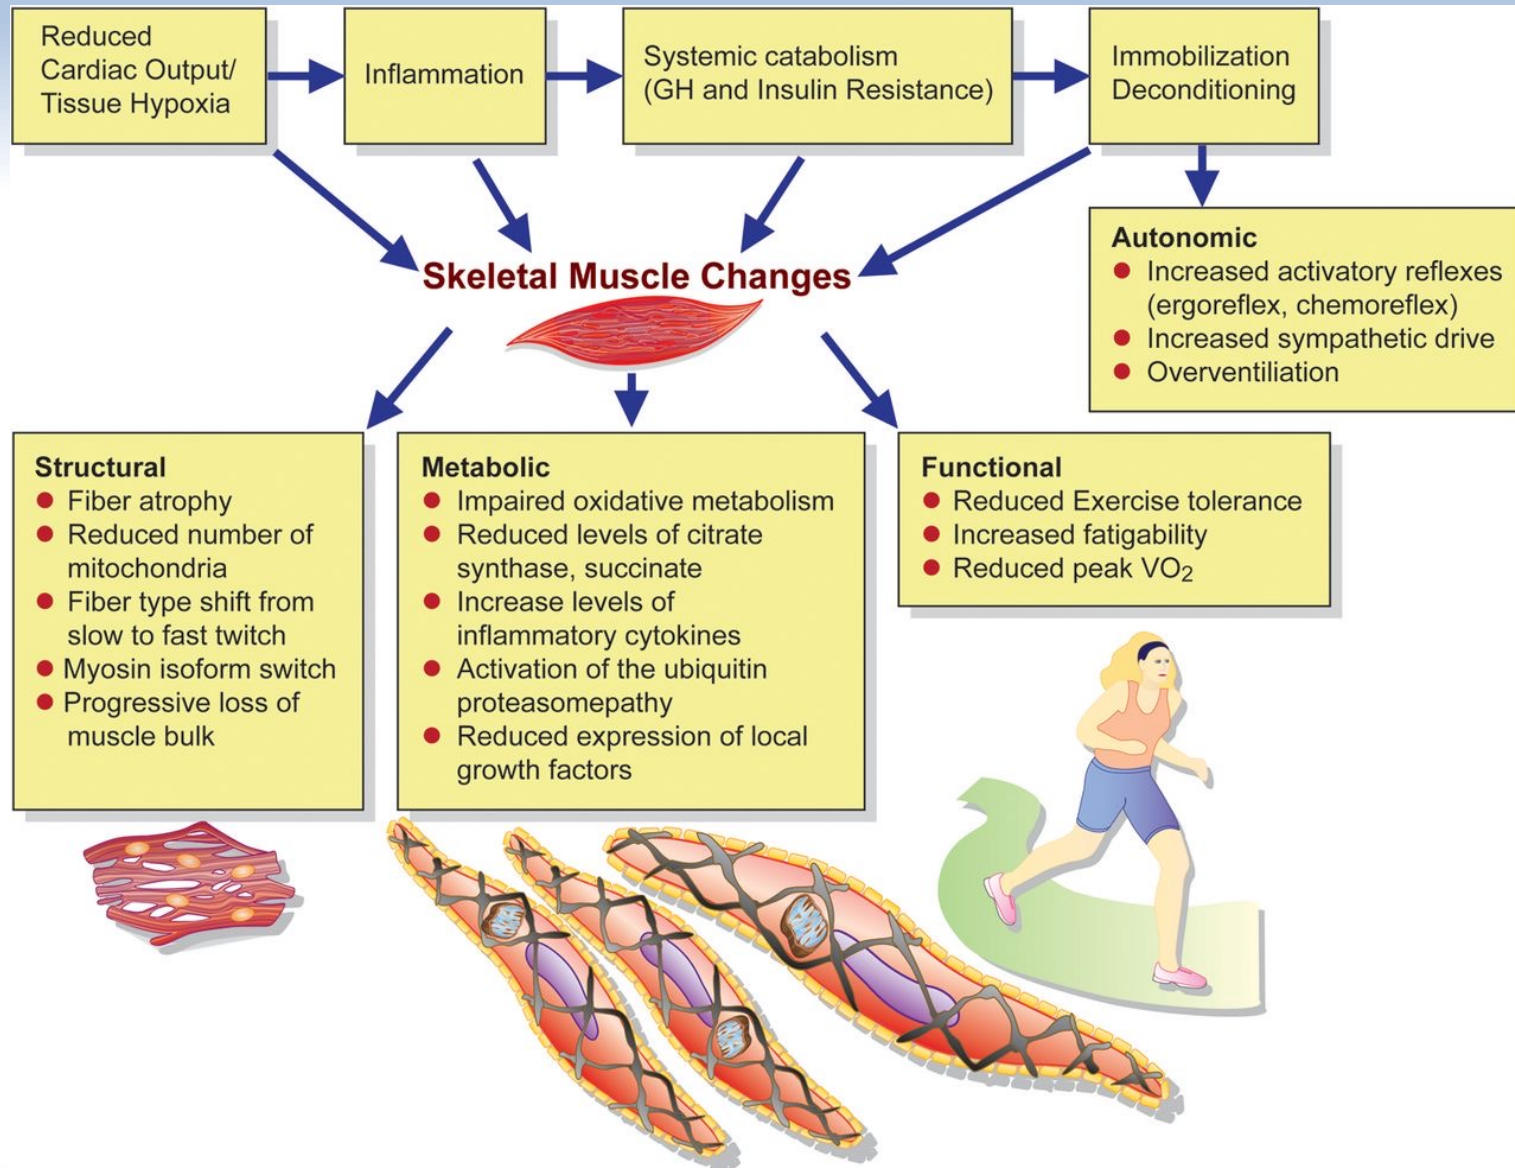 Reduced
Cardiac Output/
Tissue Hypoxia
Inflammation
Systemic catabolism
(GH and Insulin Resistance)
Immobilization
Deconditioning
Skeletal Muscle Changes
Autonomic
Increased activatory reflexes
(ergoreflex, chemoreflex)
Increased sympathetic drive
Overventiliation
Structural
Fiber atrophy
Reduced number of
mitochondria
Fiber type shift from
slow to fast twitch
Myosin isoform switch
Progressive loss of
muscle bulk
Metabolic
Impaired oxidative metabolism
Reduced levels of citrate
synthase, succinate
Increase levels of
inflammatory cytokines
Activation of the ubiquitin
proteasomepathy
Reduced expression of local
growth factors
Functional
Reduced Exercise tolerance
Increased fatigability
Reduced peak VO2